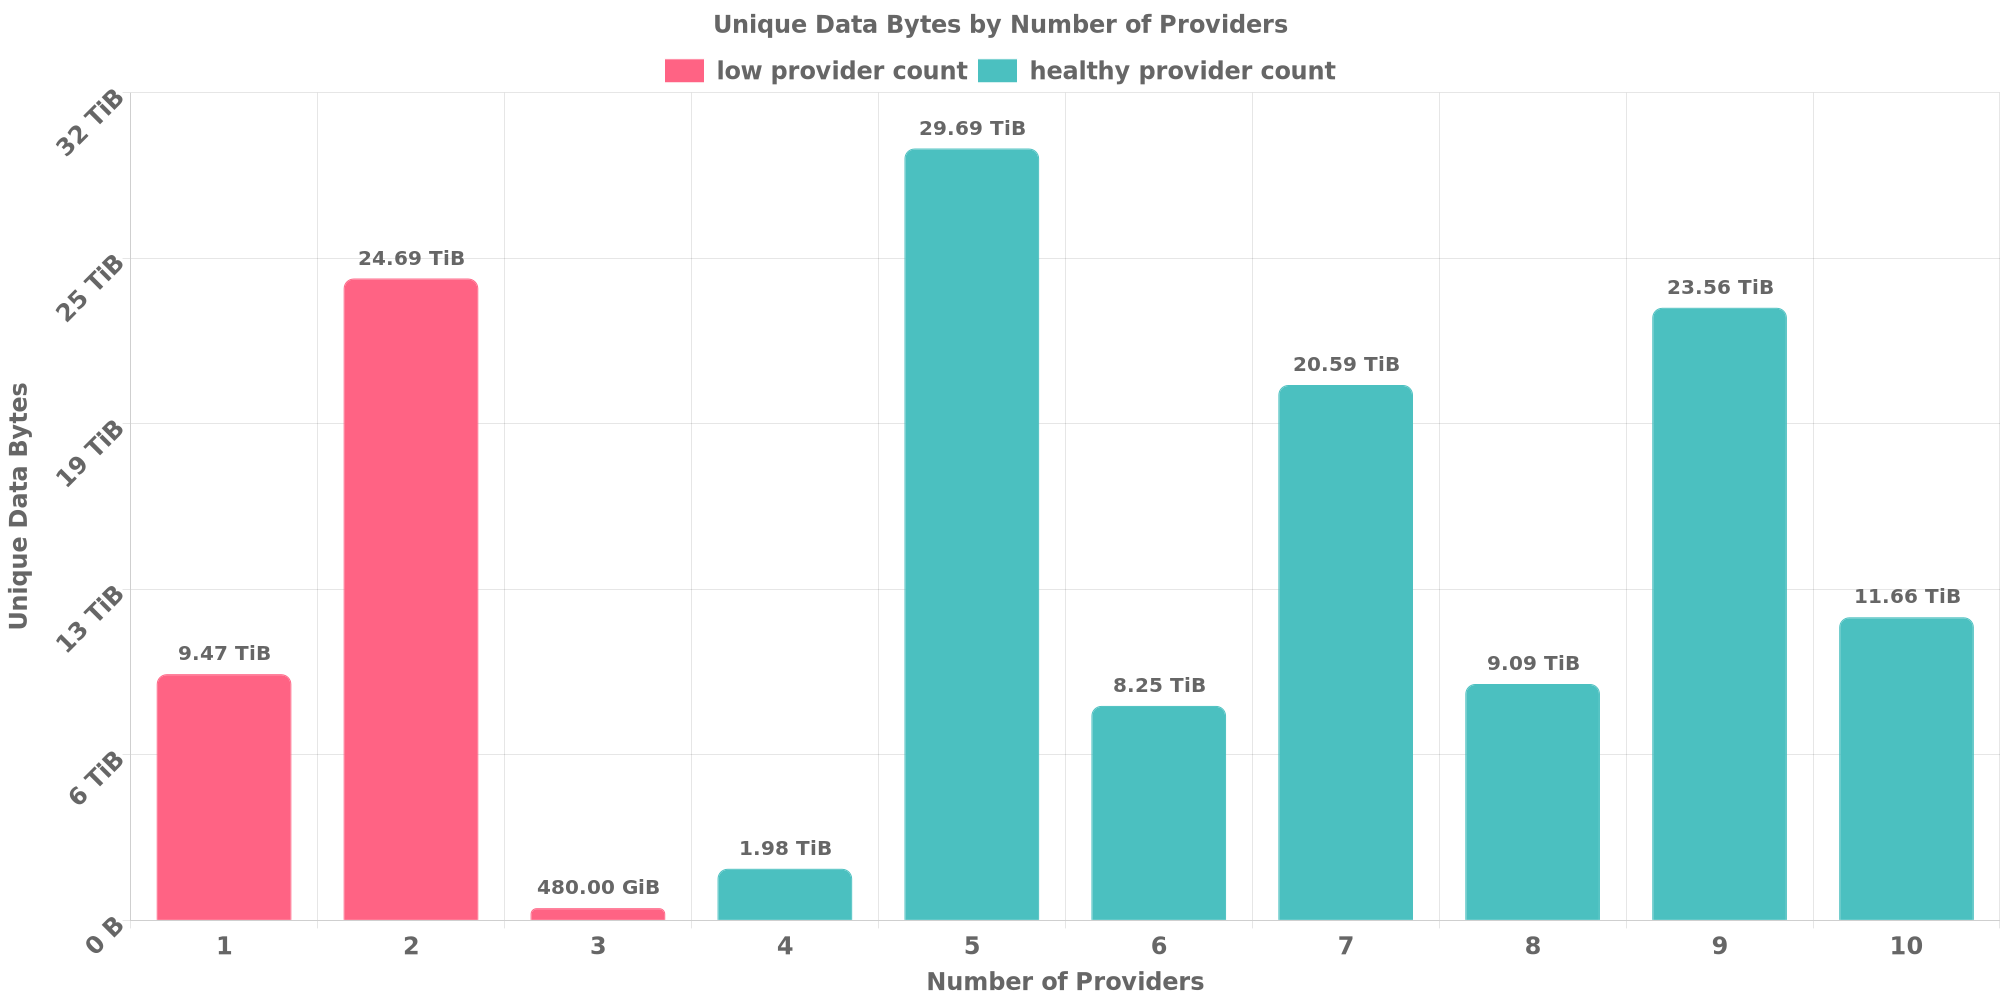 Unique Data Bytes by Number of Providers
low provider count healthy provider count
32 TiB
25 TiB
19 TiB
13 TiB
6 TiB
0 B
Unique Data Bytes
9.47 TiB
24.69 TiB
480.00 GiB
1.98 TiB
29.69 TiB
8.25 TiB
20.59 TiB
9.09 TiB
23.56 TiB
11.66 TiB
1 2 3 4 5 6 7 8 9 10
Number of Providers